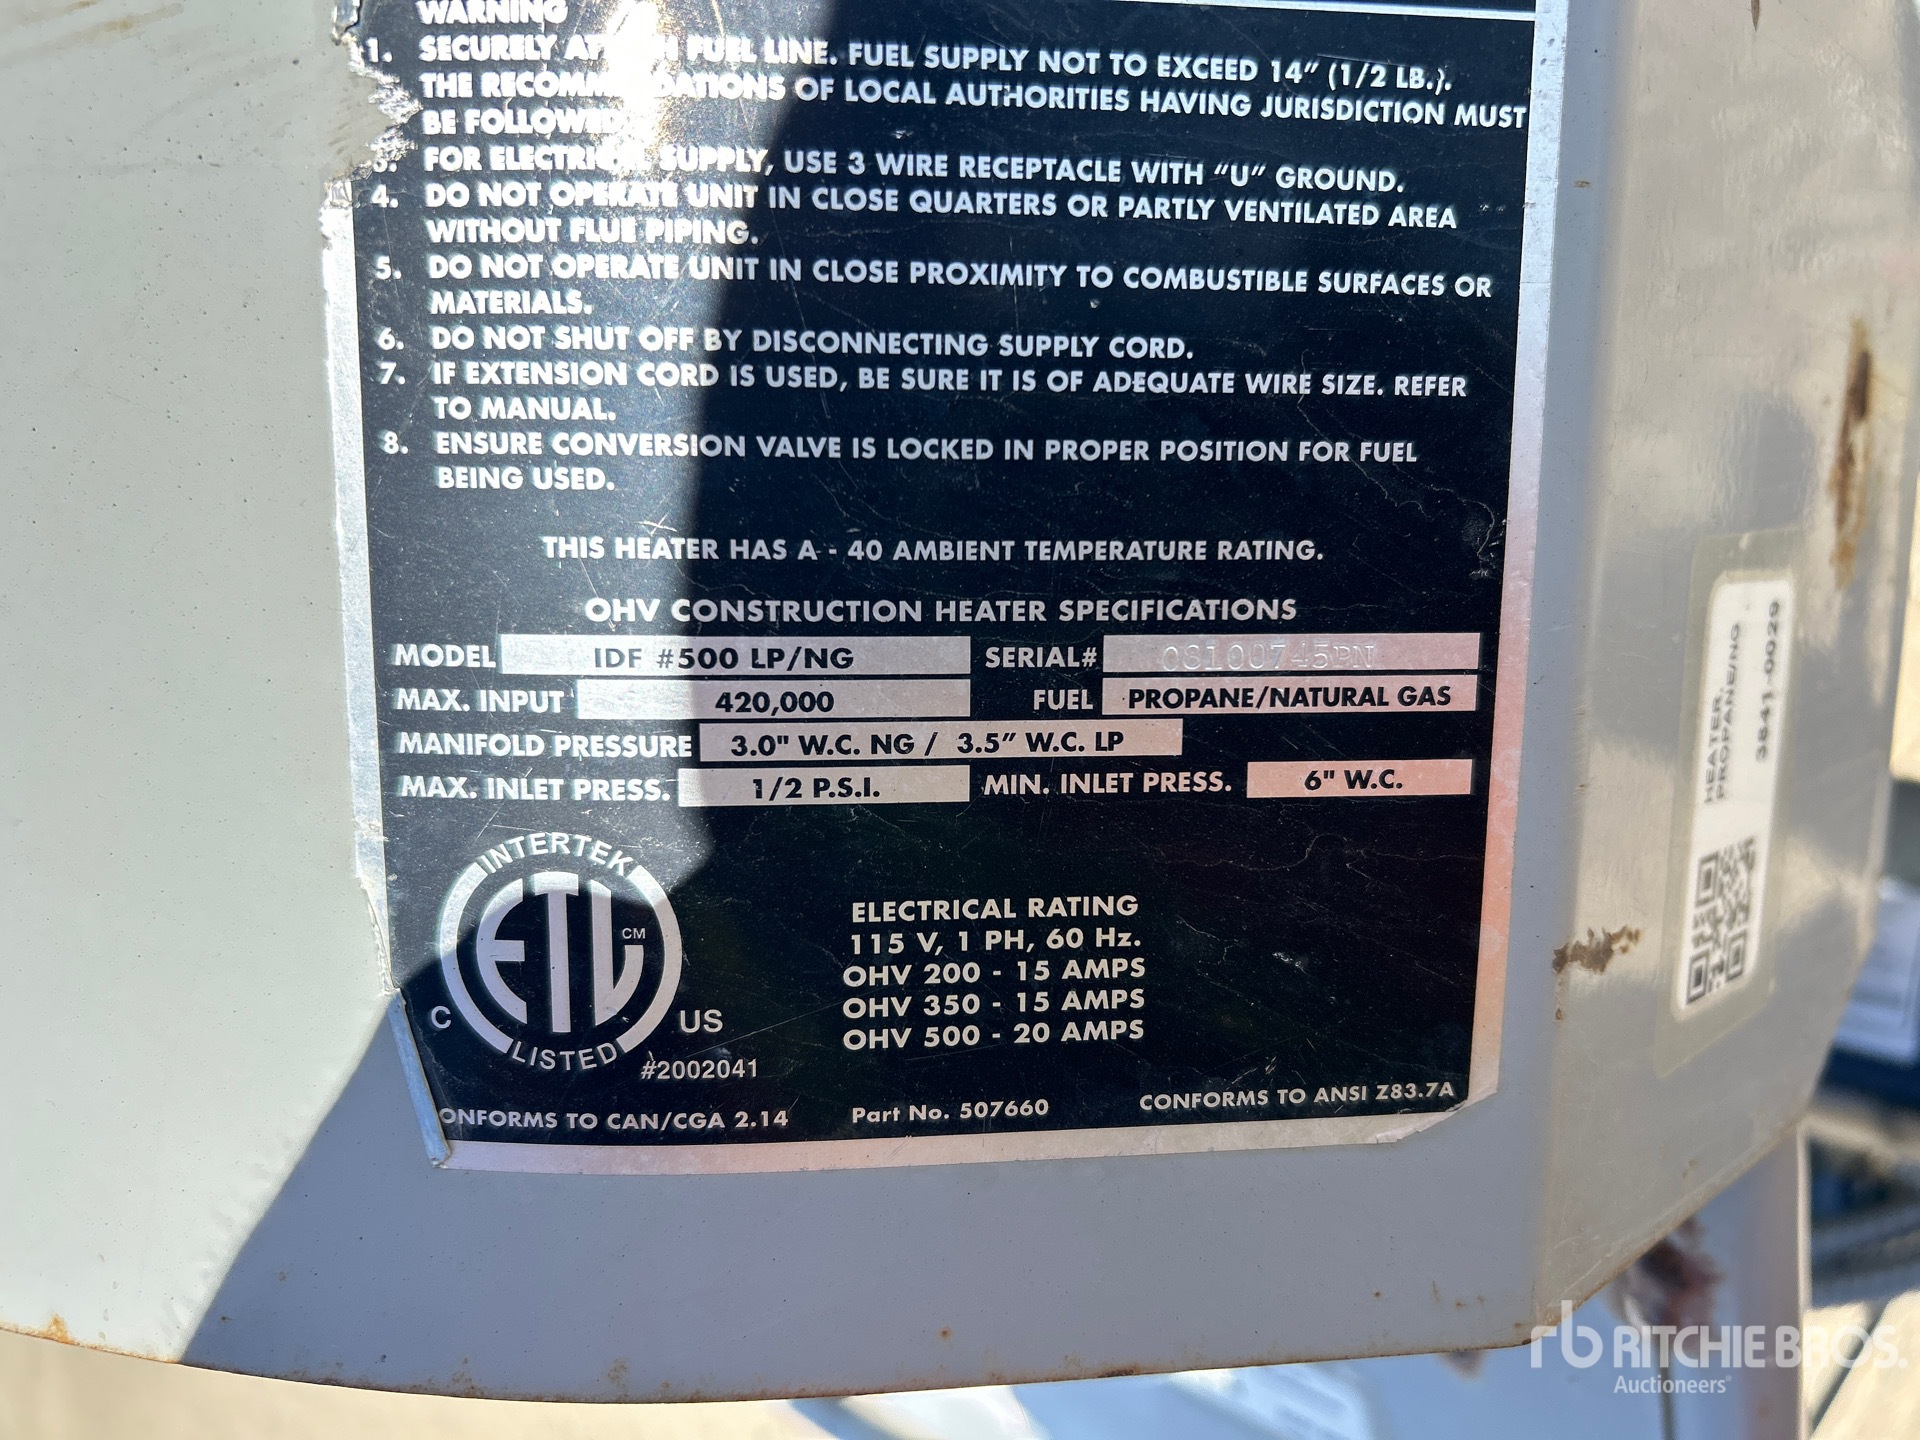 WARNING
1. SECURELY ATTACH FUEL LINE. FUEL SUPPLY NOT TO EXCEED 14" (1/2 LB.).
THE RECOMMENDATIONS OF LOCAL AUTHORITIES HAVING JURISDICTION MUST
BE FOLLOWED
3. FOR ELECTRICAL SUPPLY, USE 3 WIRE RECEPTACLE WITH "U" GROUND.
4. DO NOT OPERATE UNIT IN CLOSE QUARTERS OR PARTLY VENTILATED AREA
WITHOUT FLUE PIPING.
5. DO NOT OPERATE UNIT IN CLOSE PROXIMITY TO COMBUSTIBLE SURFACES OR
MATERIALS.
6. DO NOT SHUT OFF BY DISCONNECTING SUPPLY CORD.
7. IF EXTENSION CORD IS USED, BE SURE IT IS OF ADEQUATE WIRE SIZE. REFER
TO MANUAL.
8. ENSURE CONVERSION VALVE IS LOCKED IN PROPER POSITION FOR FUEL
BEING USED.
THIS HEATER HAS A - 40 AMBIENT TEMPERATURE RATING.
OHV CONSTRUCTION HEATER SPECIFICATIONS
MODEL IDF #500 LP/NG SERIAL# 08100745PN
MAX. INPUT 420,000 FUEL PROPANE/NATURAL GAS
MANIFOLD PRESSURE 3.0" W.C. NG / 3.5" W.C. LP
MAX. INLET PRESS. 1/2 P.S.I. MIN. INLET PRESS. 6" W.C.
INTERTEK
ETL CM
C US
LISTED
#2002041
ELECTRICAL RATING
115 V, 1 PH, 60 Hz.
OHV 200 - 15 AMPS
OHV 350 - 15 AMPS
OHV 500 - 20 AMPS
ONFORMS TO CAN/CGA 2.14 Part No. 507660 CONFORMS TO ANSI Z83.7A
HEATER,
PROPANE/NG
3841-0029
rb RITCHIE BROS.
Auctioneers